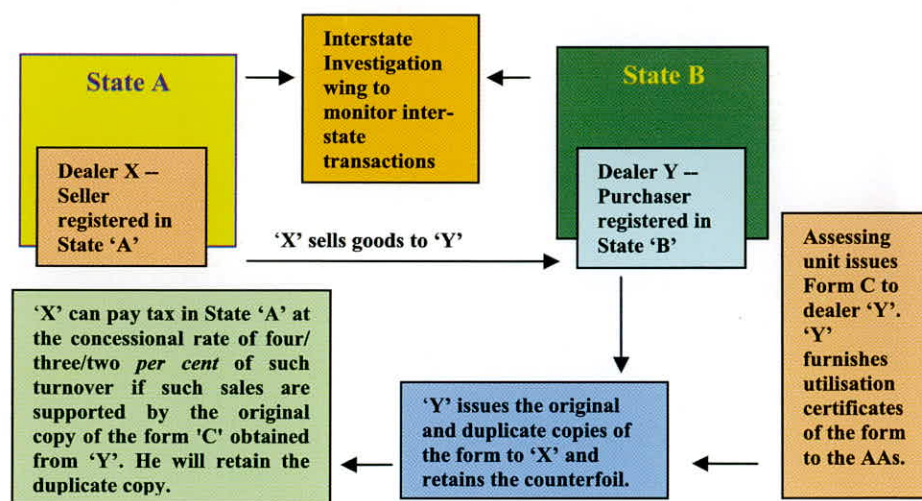 State A
Interstate
Investigation
wing to
monitor inter-
state
transactions
State B
Dealer X –
Seller
registered in
State ‘A’
Dealer Y --
Purchaser
registered in
State ‘B’
‘X’ sells goods to ‘Y’
Assessing
unit issues
Form C to
dealer ‘Y’.
‘Y’
furnishes
utilisation
certificates
of the form
to the AAs.
‘X’ can pay tax in State ‘A’ at
the concessional rate of four/
three/two per cent of such
turnover if such sales are
supported by the original
copy of the form 'C' obtained
from ‘Y’. He will retain the
duplicate copy.
‘Y’ issues the original
and duplicate copies of
the form to ‘X’ and
retains the counterfoil.